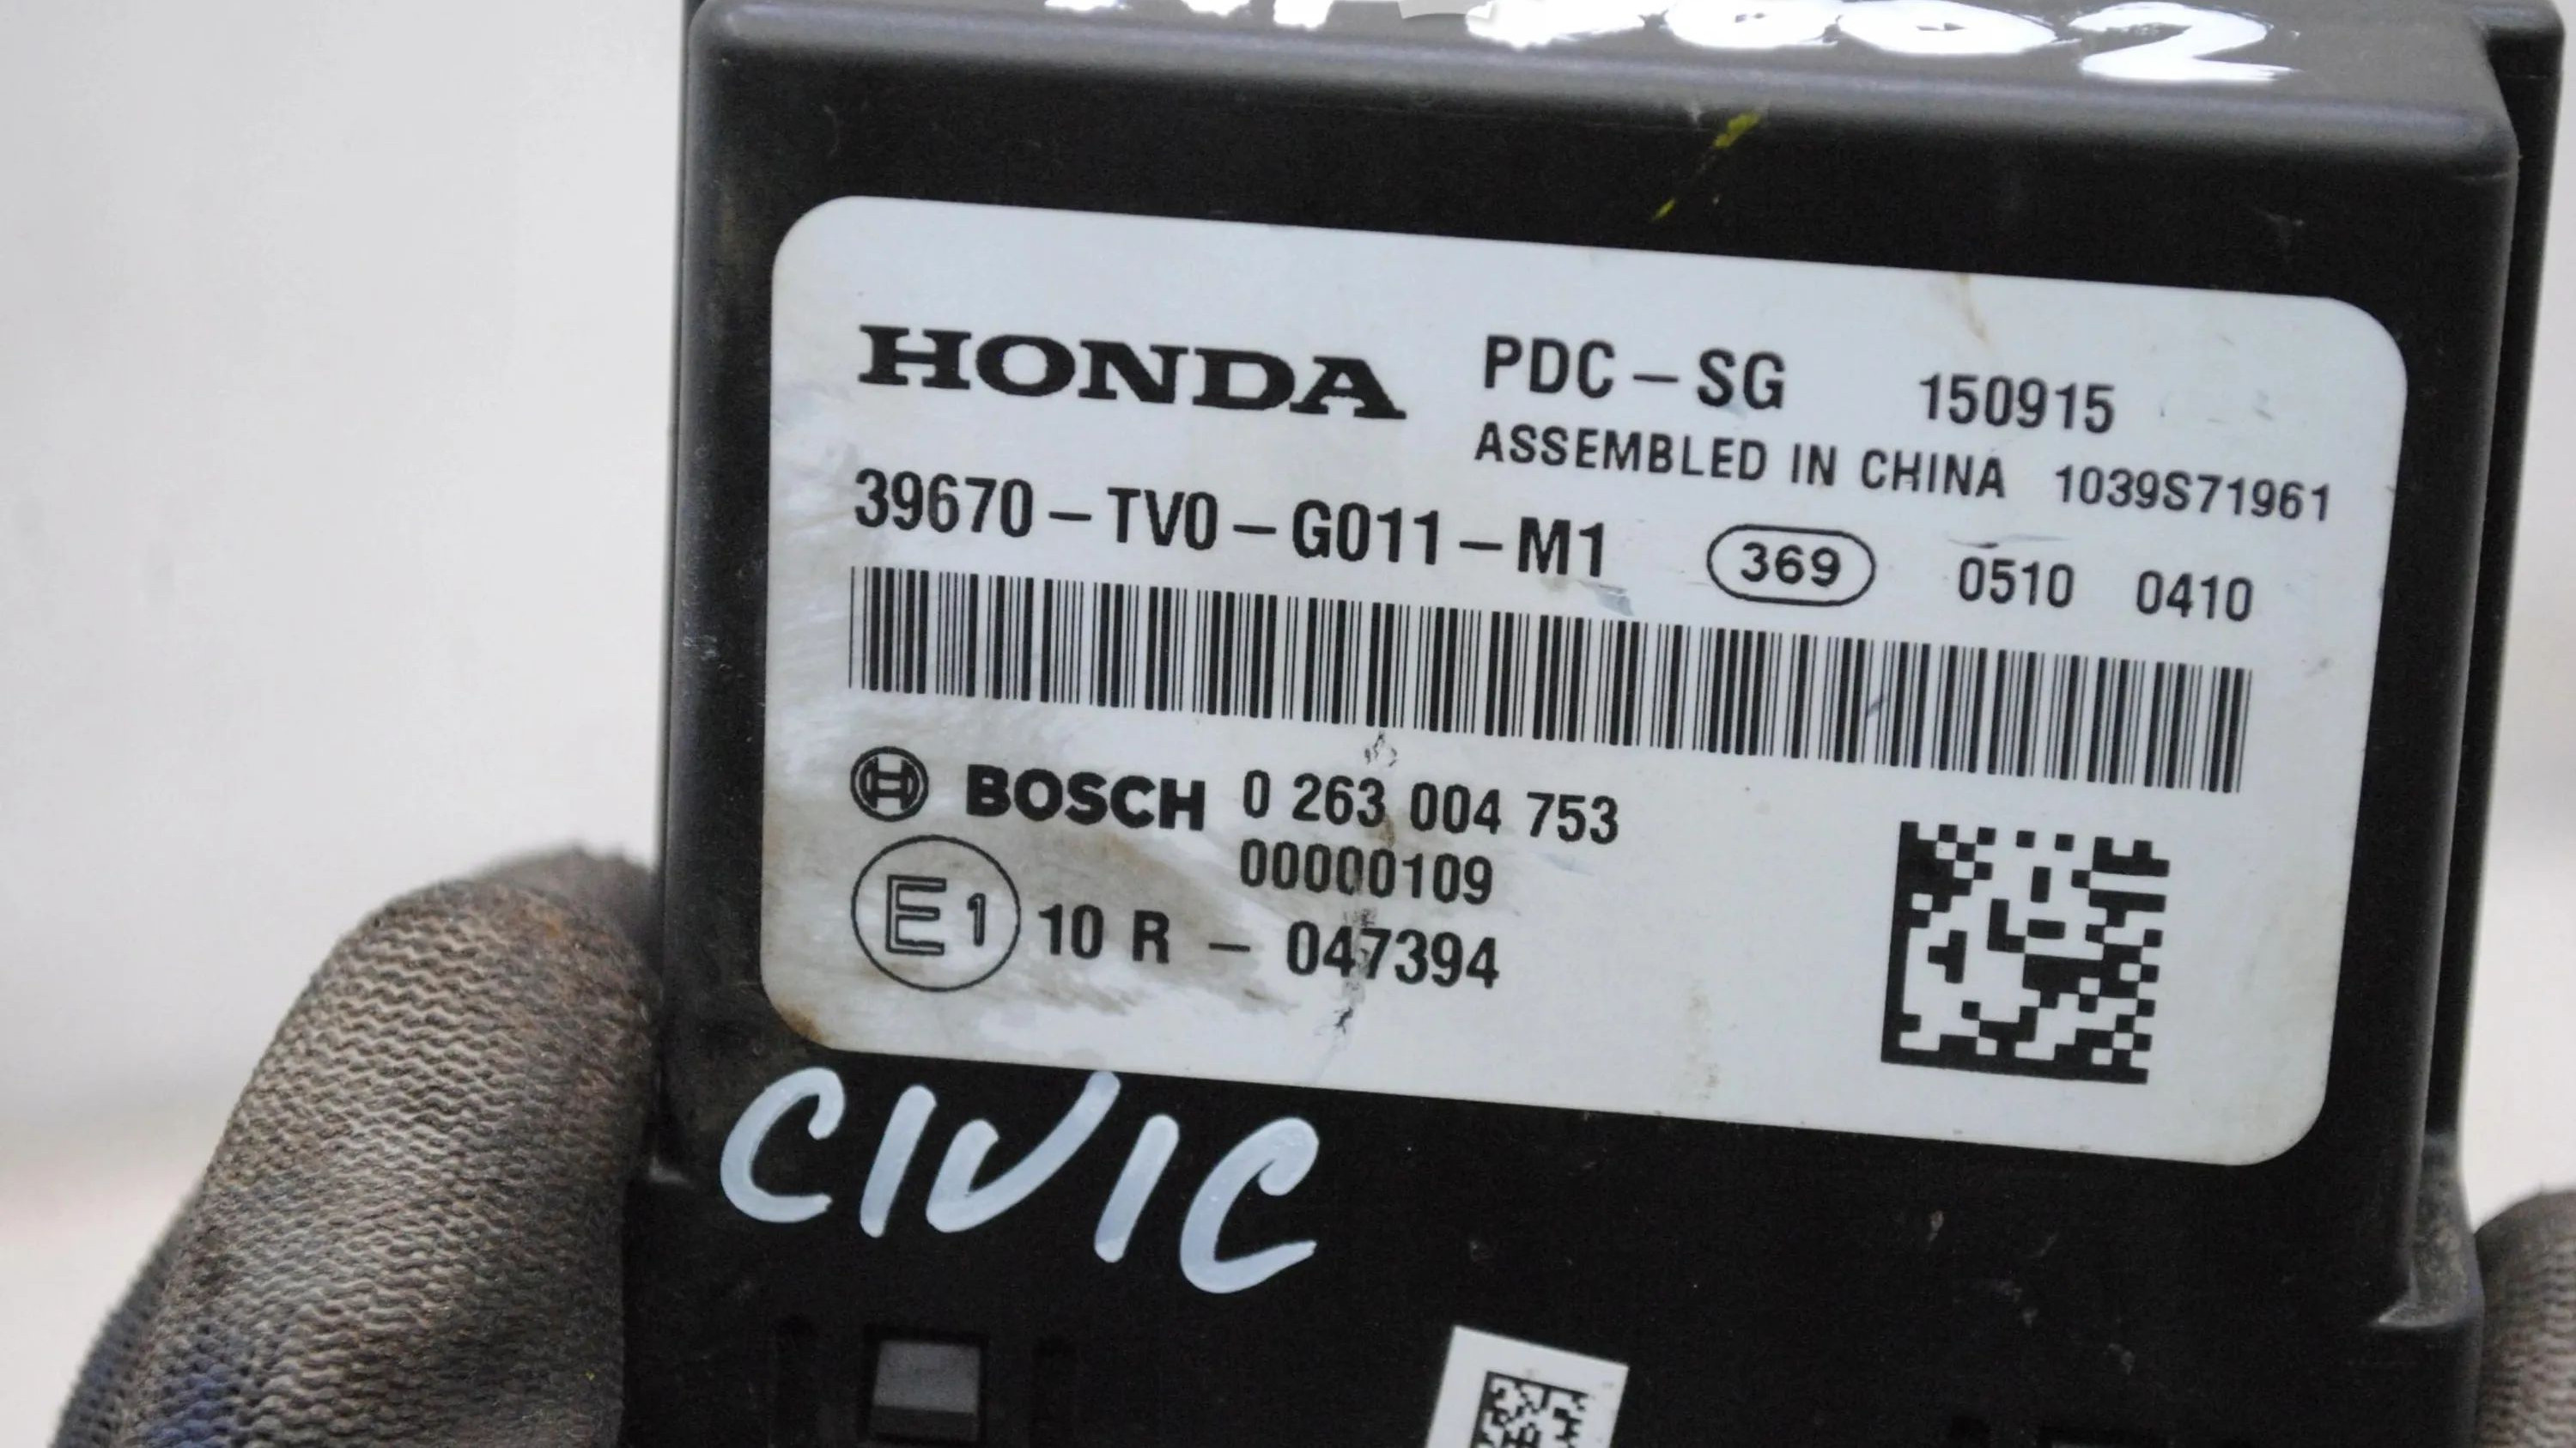 HONDA PDC-SG 150915
ASSEMBLED IN CHINA 1039S71961
39670-TV0-G011-M1 369 0510 0410
BOSCH 0 263 004 753
00000109
E1 10 R - 047394
CIVIC